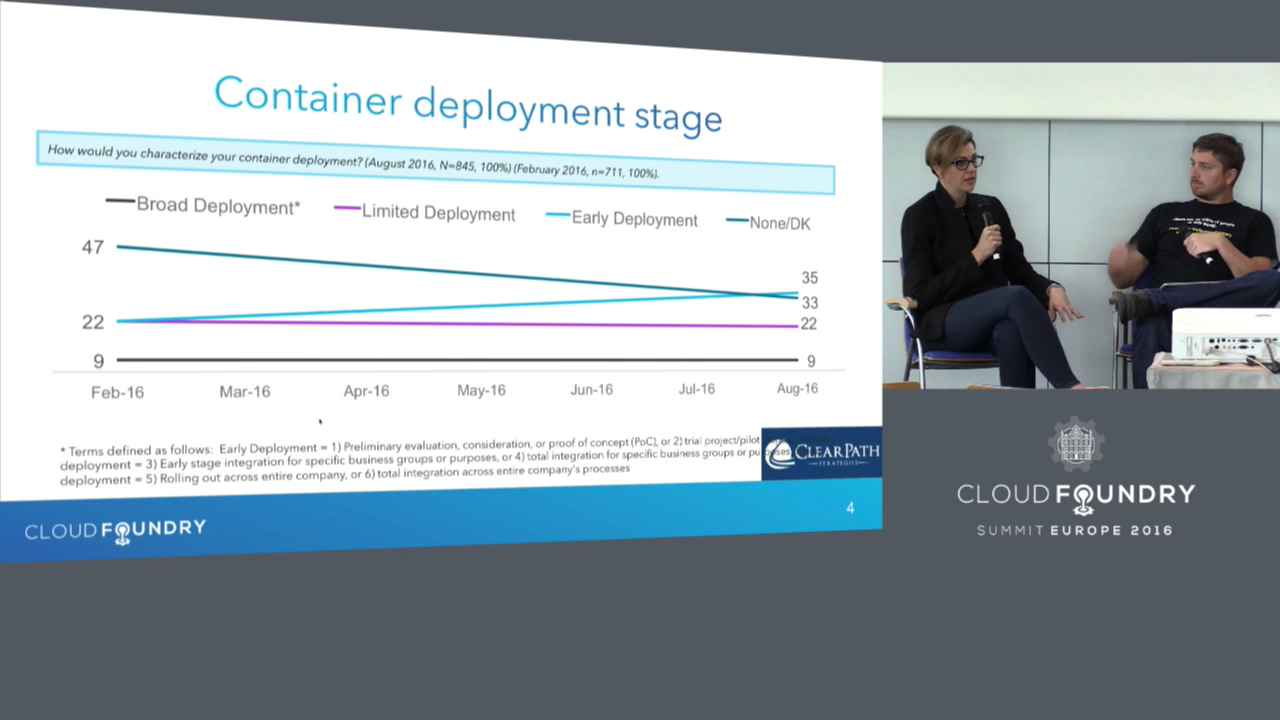 Container deployment stage
How would you characterize your container deployment? (August 2016, N=845, 100%) (February 2016, n=711, 100%).
Broad Deployment* Limited Deployment Early Deployment None/DK
47
35
33
22
22
9
9
Feb-16 Mar-16 Apr-16 May-16 Jun-16 Jul-16 Aug-16
* Terms defined as follows: Early Deployment = 1) Preliminary evaluation, consideration, or proof of concept (PoC), or 2) trial project/pilot
deployment = 3) Early stage integration for specific business groups or purposes, or 4) total integration for specific business groups or purposes
deployment = 5) Rolling out across entire company, or 6) total integration across entire company's processes
CLEARPATH
STRATEGIES
CLOUD FOUNDRY
4
CLOUD FOUNDRY
SUMMIT EUROPE 2016